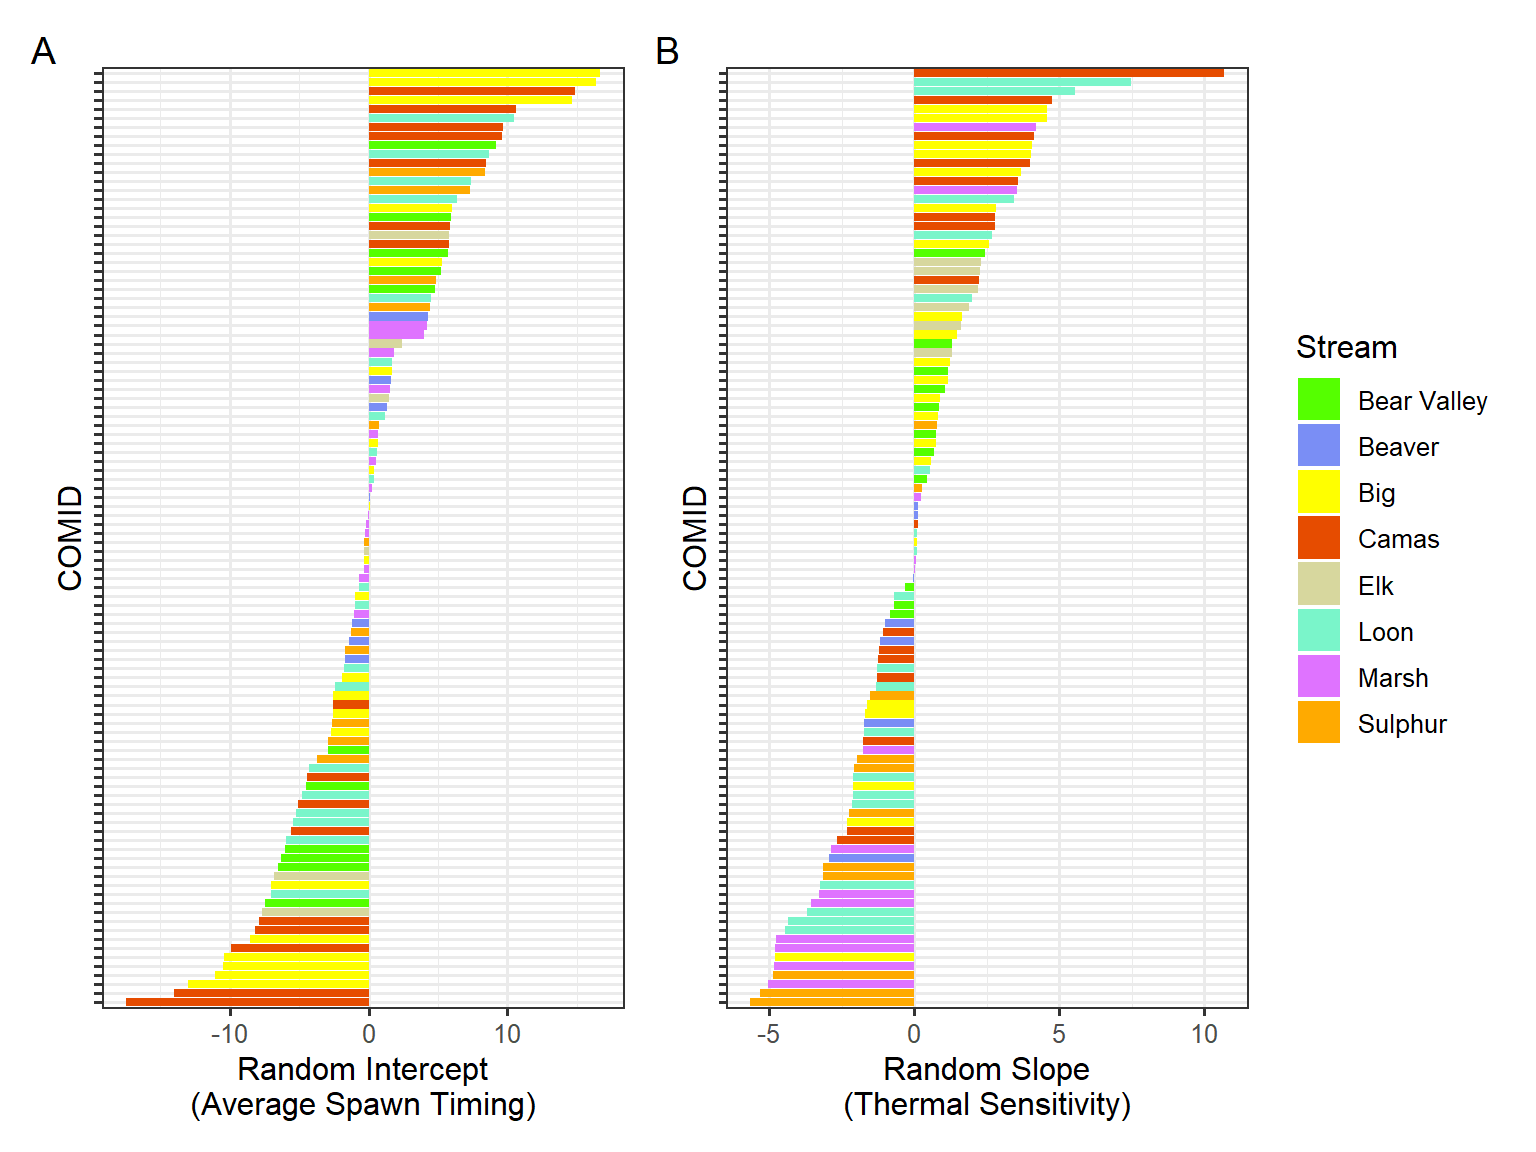 A
B
COMID
COMID
-10 0 10
-5 0 5 10
Random Intercept
(Average Spawn Timing)
Random Slope
(Thermal Sensitivity)
Stream
Bear Valley
Beaver
Big
Camas
Elk
Loon
Marsh
Sulphur